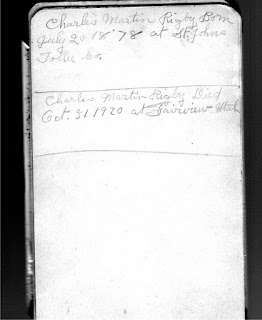 Charles Martin Rigby Born
July 20, 1878 at St. Johns
Tolle Co.
Charles Martin Rigby Died
Oct. 31 1920 at Fairview Utah